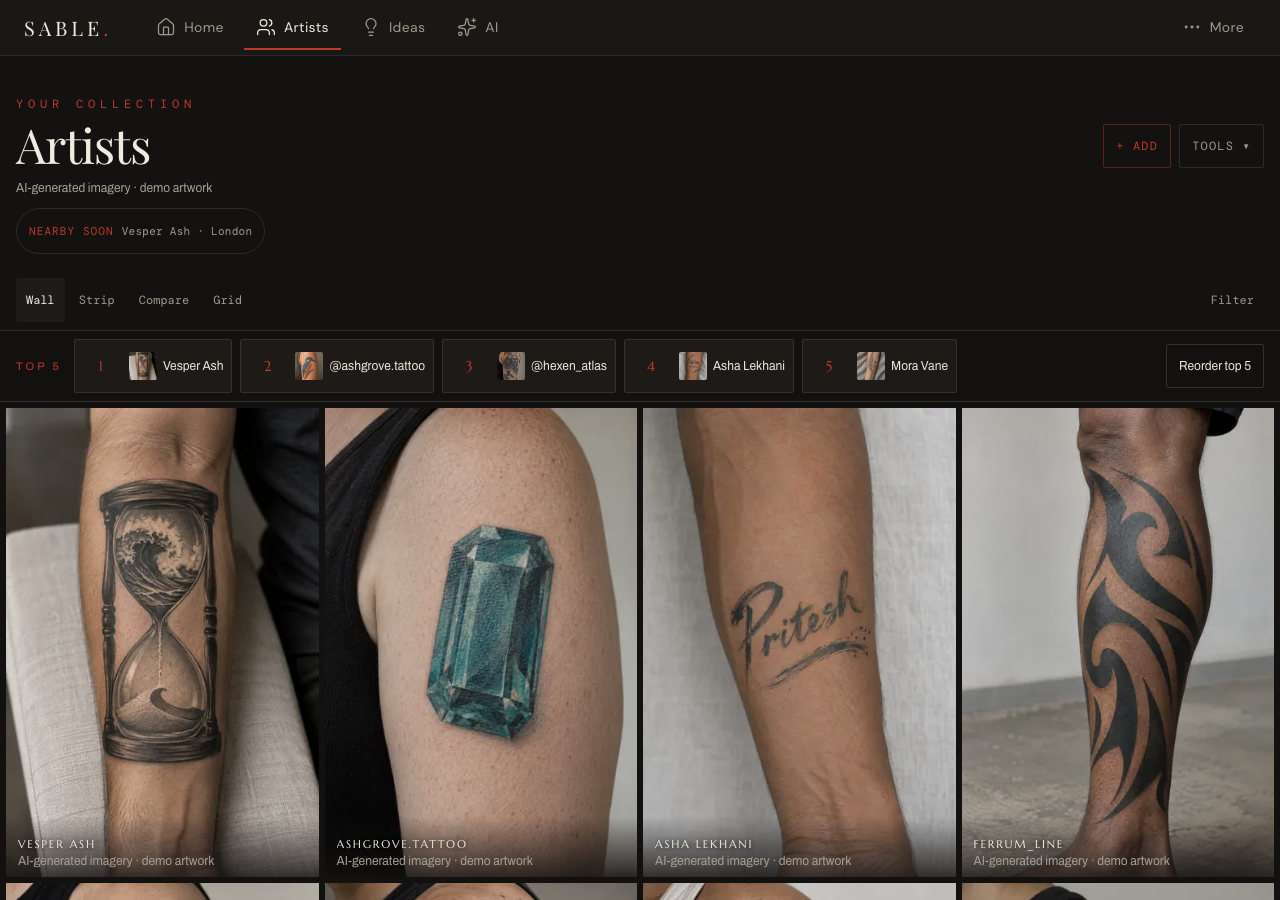 SABLE.
Home
Artists
Ideas
AI
More
YOUR COLLECTION
Artists
AI-generated imagery · demo artwork
+ ADD
TOOLS ▾
NEARBY SOON Vesper Ash · London
Wall
Strip
Compare
Grid
Filter
TOP 5
1 Vesper Ash
2 @ashgrove.tattoo
3 @hexen_atlas
4 Asha Lekhani
5 Mora Vane
Reorder top 5
Pritesh
VESPER ASH
AI-generated imagery · demo artwork
ASHGROVE.TATTOO
AI-generated imagery · demo artwork
ASHA LEKHANI
AI-generated imagery · demo artwork
FERRUM_LINE
AI-generated imagery · demo artwork